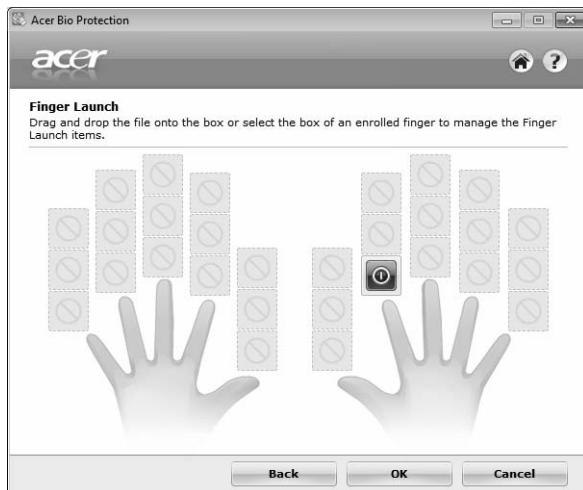 Acer Bio Protection
acer
?
Finger Launch
Drag and drop the file onto the box or select the box of an enrolled finger to manage the Finger
Launch items.
Back OK Cancel